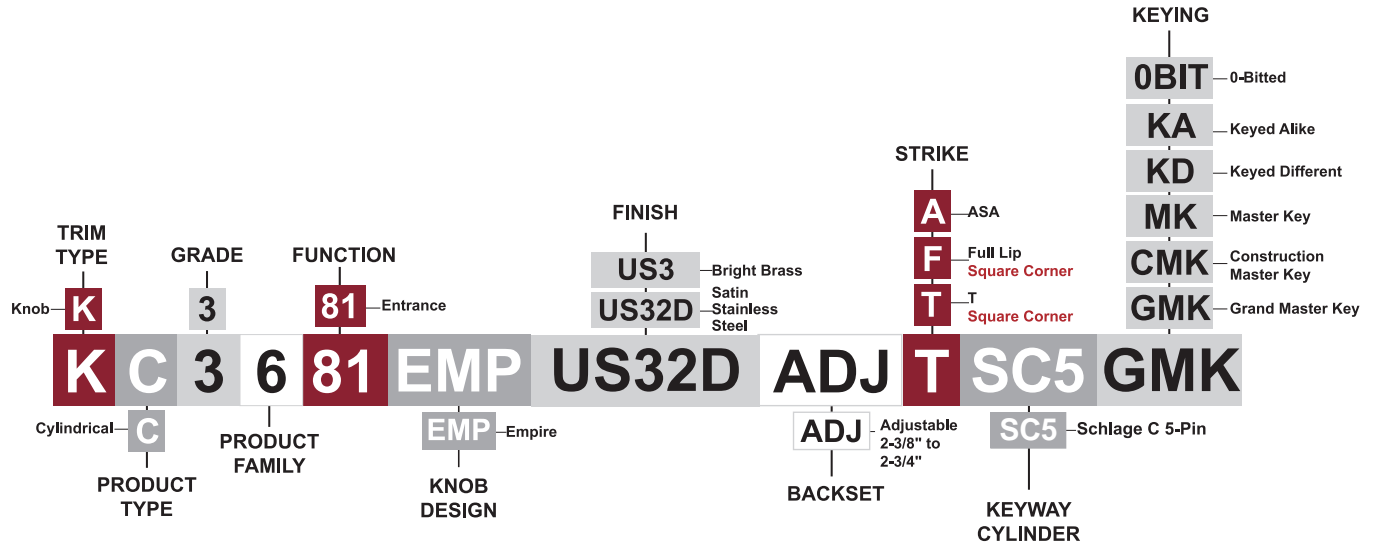 KEYING
0BIT
0-Bitted
KA
Keyed Alike
KD
Keyed Different
MK
Master Key
CMK
Construction
Master Key
GMK
Grand Master Key
STRIKE
A
ASA
F
Full Lip
Square Corner
T
T
Square Corner
FINISH
US3
Bright Brass
US32D
Satin
Stainless
Steel
FUNCTION
81
Entrance
GRADE
3
TRIM
TYPE
Knob
K
K C 3 6 81 EMP US32D ADJ T SC5 GMK
Cylindrical
C
PRODUCT
TYPE
PRODUCT
FAMILY
EMP
Empire
KNOB
DESIGN
ADJ
Adjustable
2-3/8" to
2-3/4"
BACKSET
SC5
Schlage C 5-Pin
KEYWAY
CYLINDER